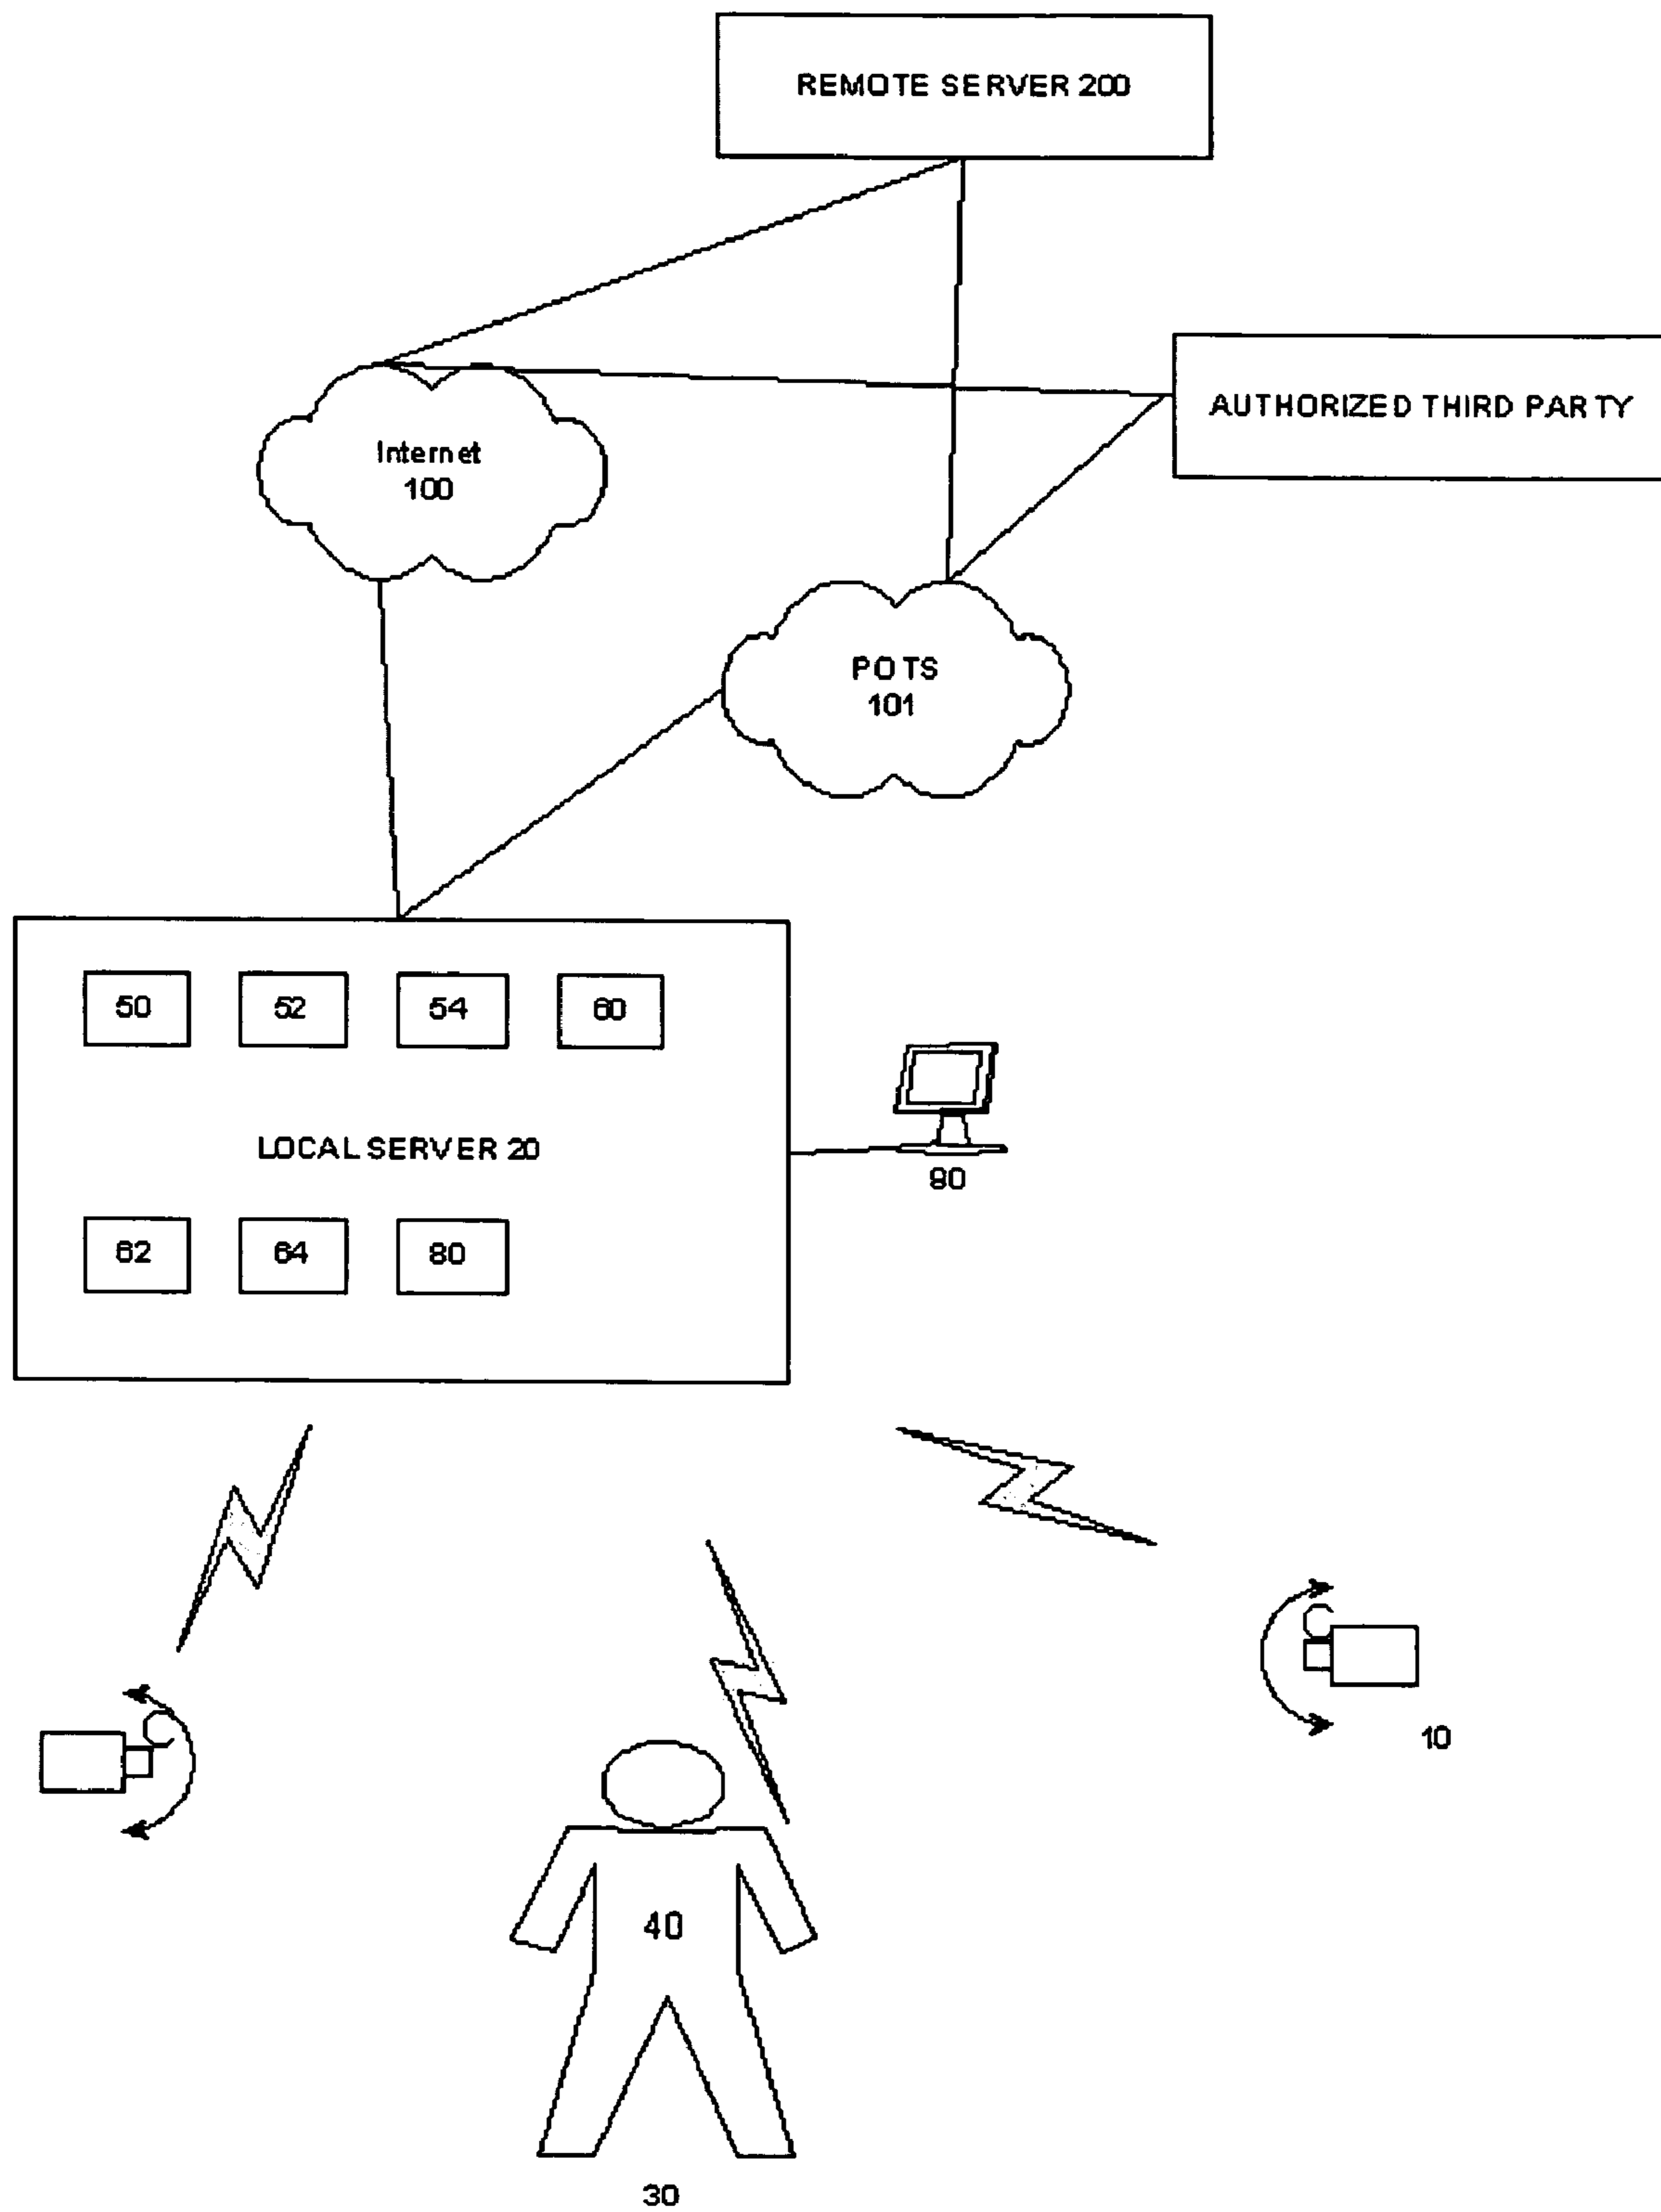 REMOTE SERVER 200
AUTHORIZED THIRD PARTY
Internet
100
POTS
101
50
52
54
60
LOCAL SERVER 20
90
62
64
80
10
40
30